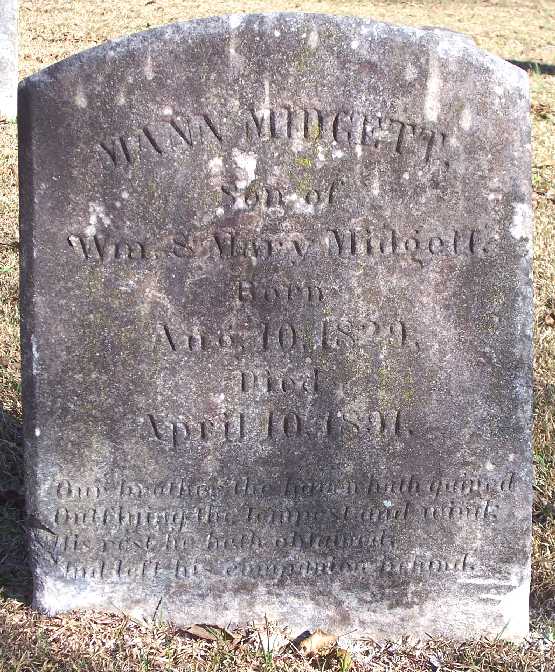 MANN MIDGETT,
Son of
Wm. & Mary Midgett.
Born
Aug. 10, 1829.
Died
April 10, 1891.
Our brother the haven hath gained
Outflying the tempest and wind;
His rest he hath obtained;
And left his companion behind.